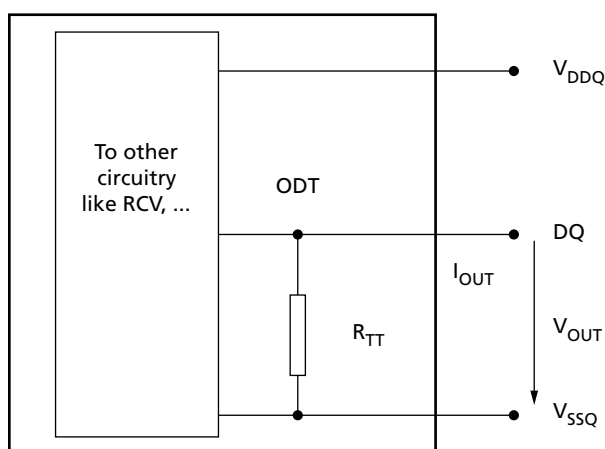 V_DDQ
To other
circuitry
like RCV, ...
ODT
DQ
I_OUT
R_TT
V_OUT
V_SSQ